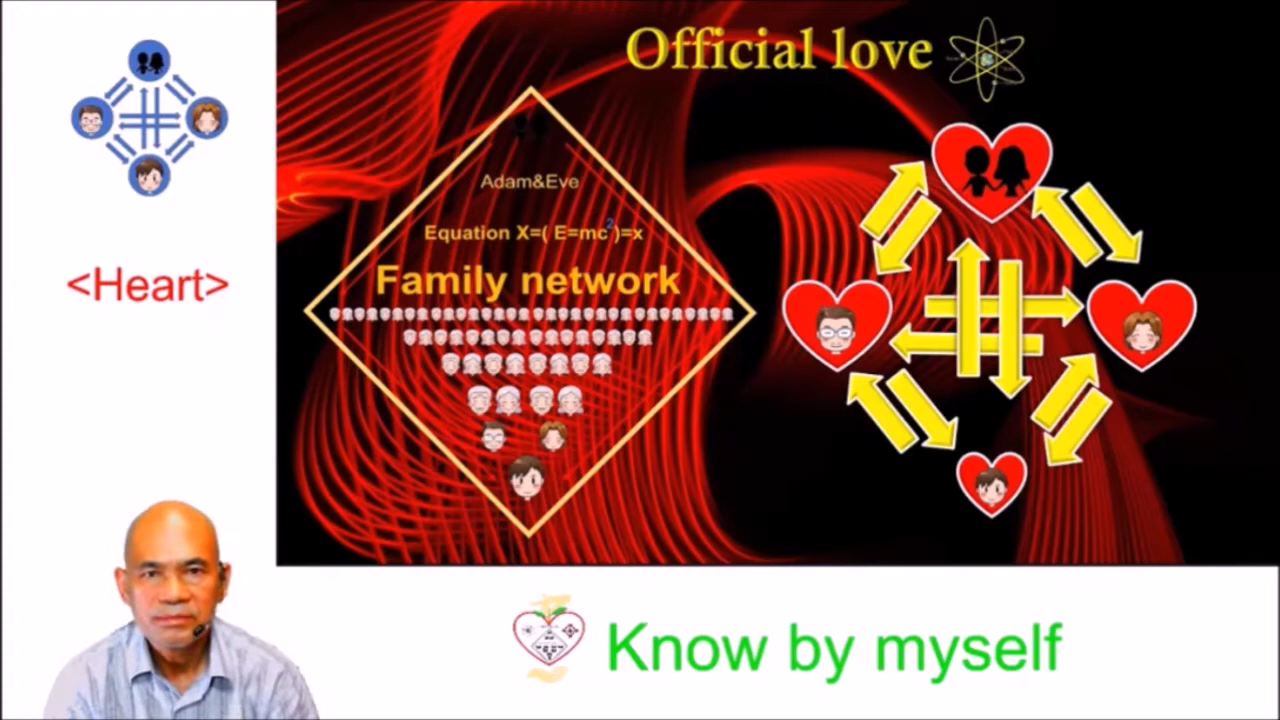 Official love
Adam&Eve
Equation X=( E=mc²)=x
Family network
<Heart>
Know by myself